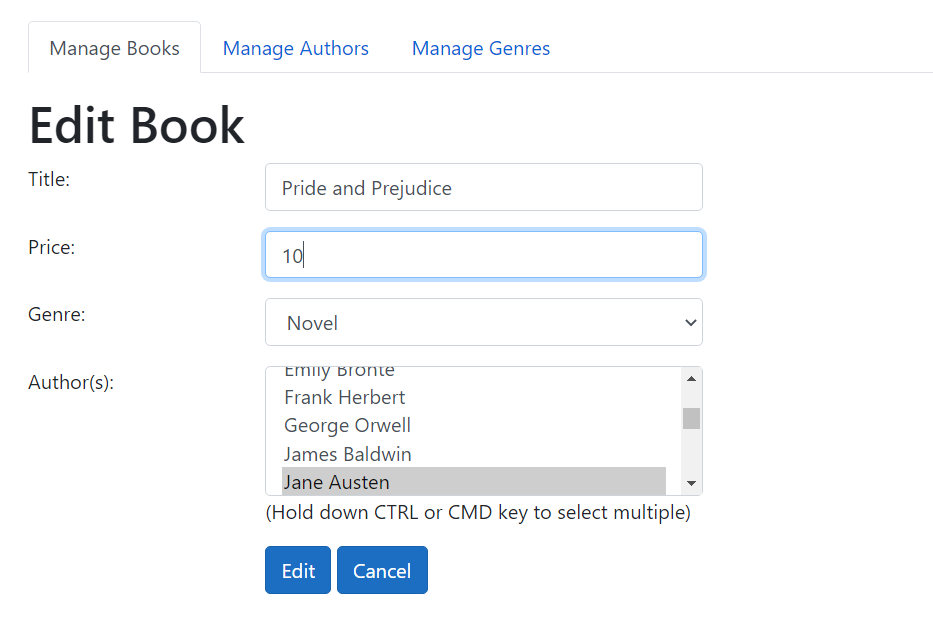 Manage Books Manage Authors Manage Genres
Edit Book
Title: Pride and Prejudice
Price: 10
Genre: Novel
Author(s): Emily Bronte
Frank Herbert
George Orwell
James Baldwin
Jane Austen
(Hold down CTRL or CMD key to select multiple)
Edit Cancel